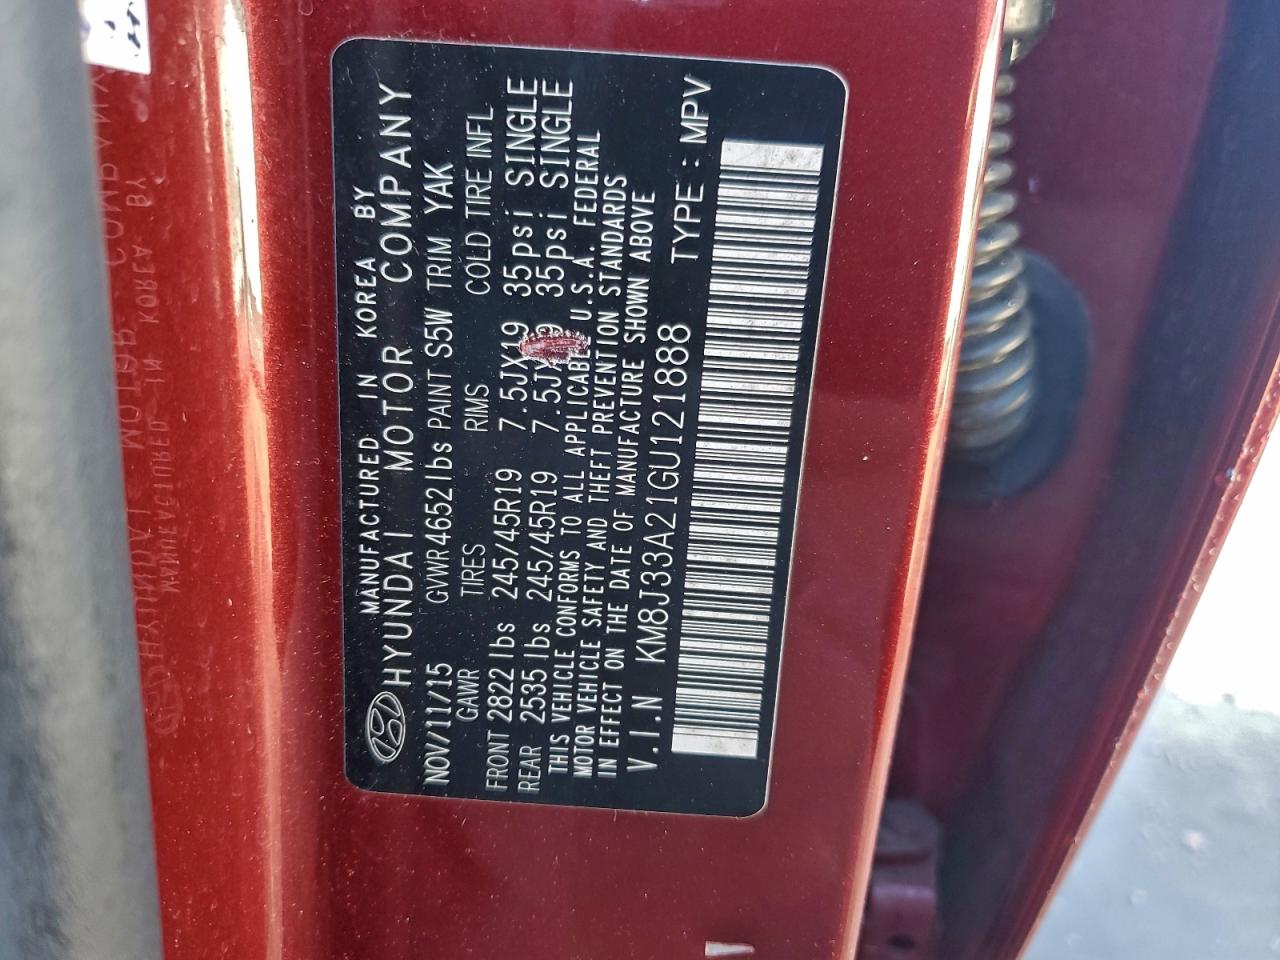 MANUFACTURED IN KOREA BY
HYUNDAI MOTOR COMPANY
NOV/11/15 GVWR 4652 lbs PAINT S5W TRIM YAK
GAWR TIRES RIMS COLD TIRE INFL
FRONT 2822 lbs 245/45R19 7.5JX19 35psi SINGLE
REAR 2535 lbs 245/45R19 35psi SINGLE
THIS VEHICLE CONFORMS TO ALL APPLICABLE U.S.A. FEDERAL
MOTOR VEHICLE SAFETY AND THEFT PREVENTION STANDARDS
IN EFFECT ON THE DATE OF MANUFACTURE SHOWN ABOVE
V.I.N KM8J33A21GU121888 TYPE : MPV